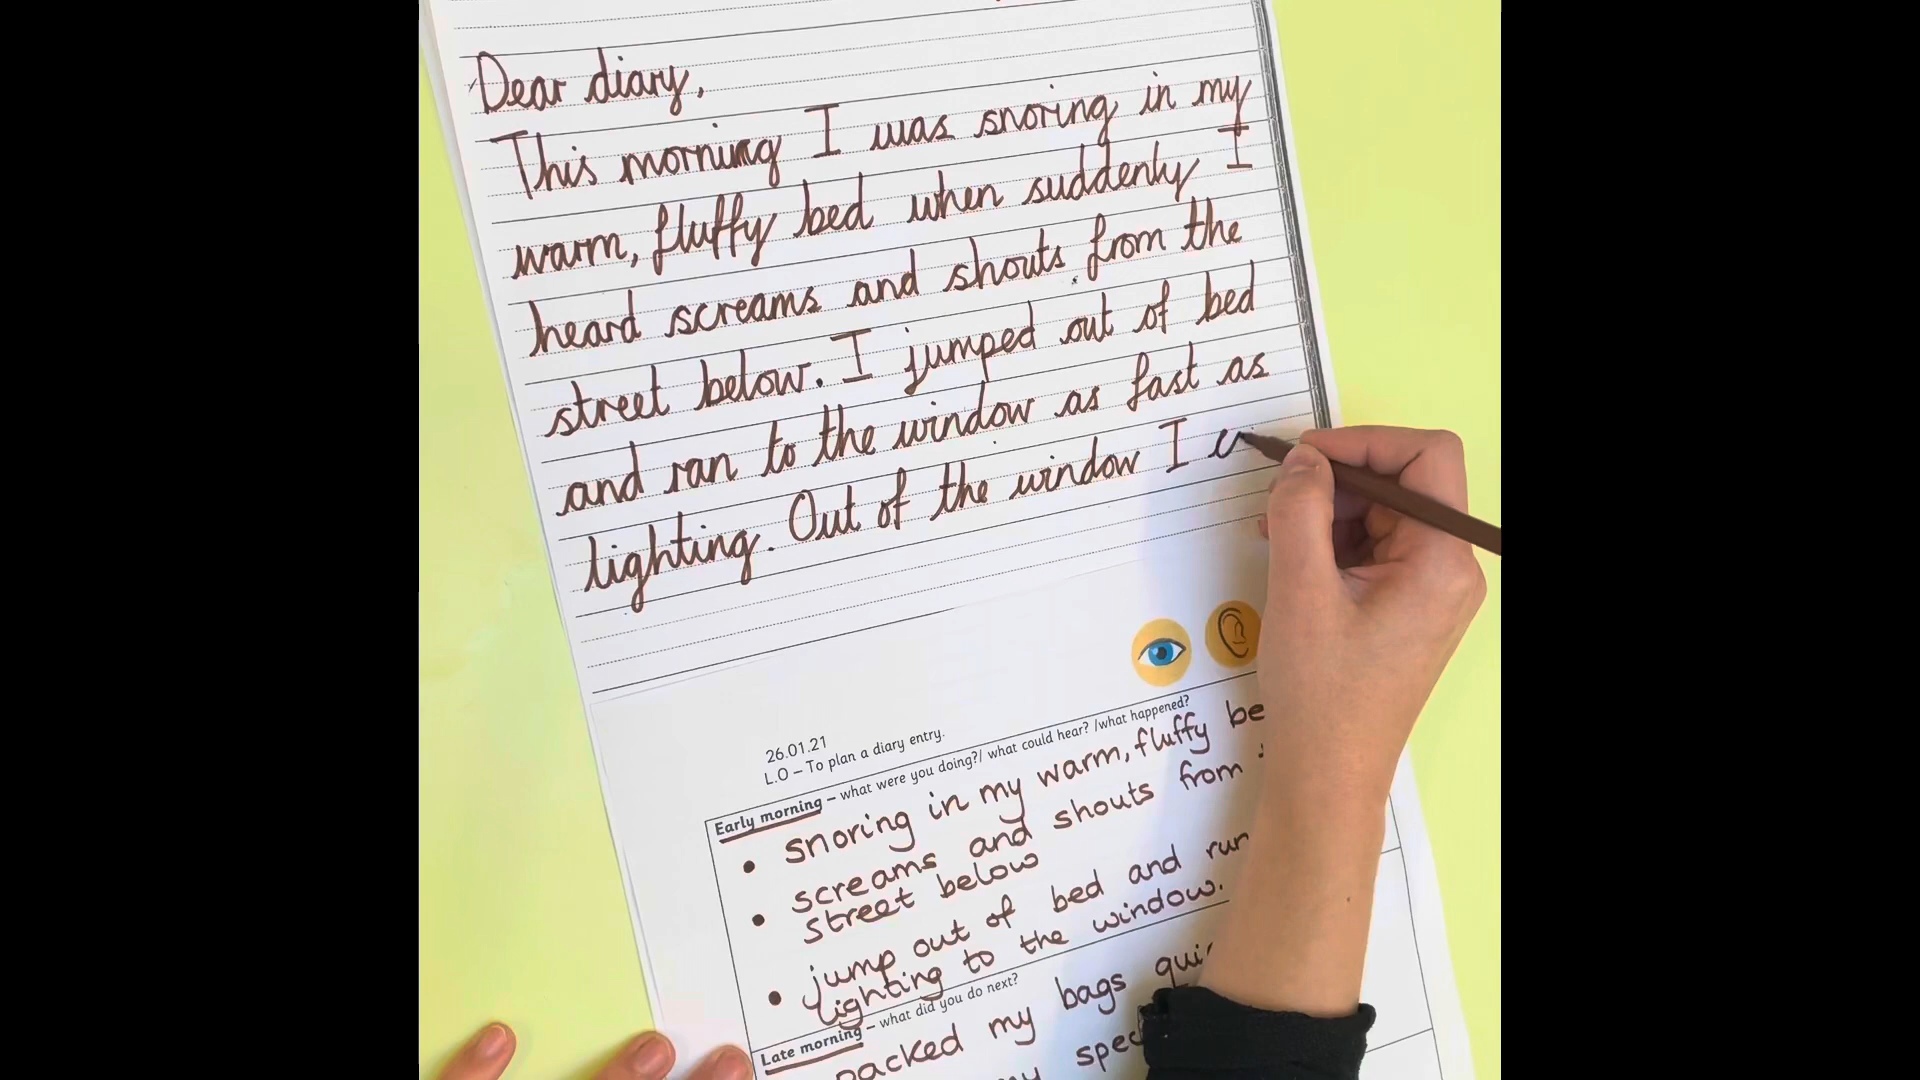 Dear diary,
This morning I was snoring in my
warm, fluffy bed when suddenly I
heard screams and shouts from the
street below. I jumped out of bed
and ran to the window as fast as
lighting. Out of the window I
26.01.21
L.O – To plan a diary entry.
Early morning – what were you doing?/ what could hear? /what happened?
• snoring in my warm, fluffy
screams and shouts from
• street below
jump out of bed and run
• lighting to the window.
Late morning – what did you do next?
packed my bags